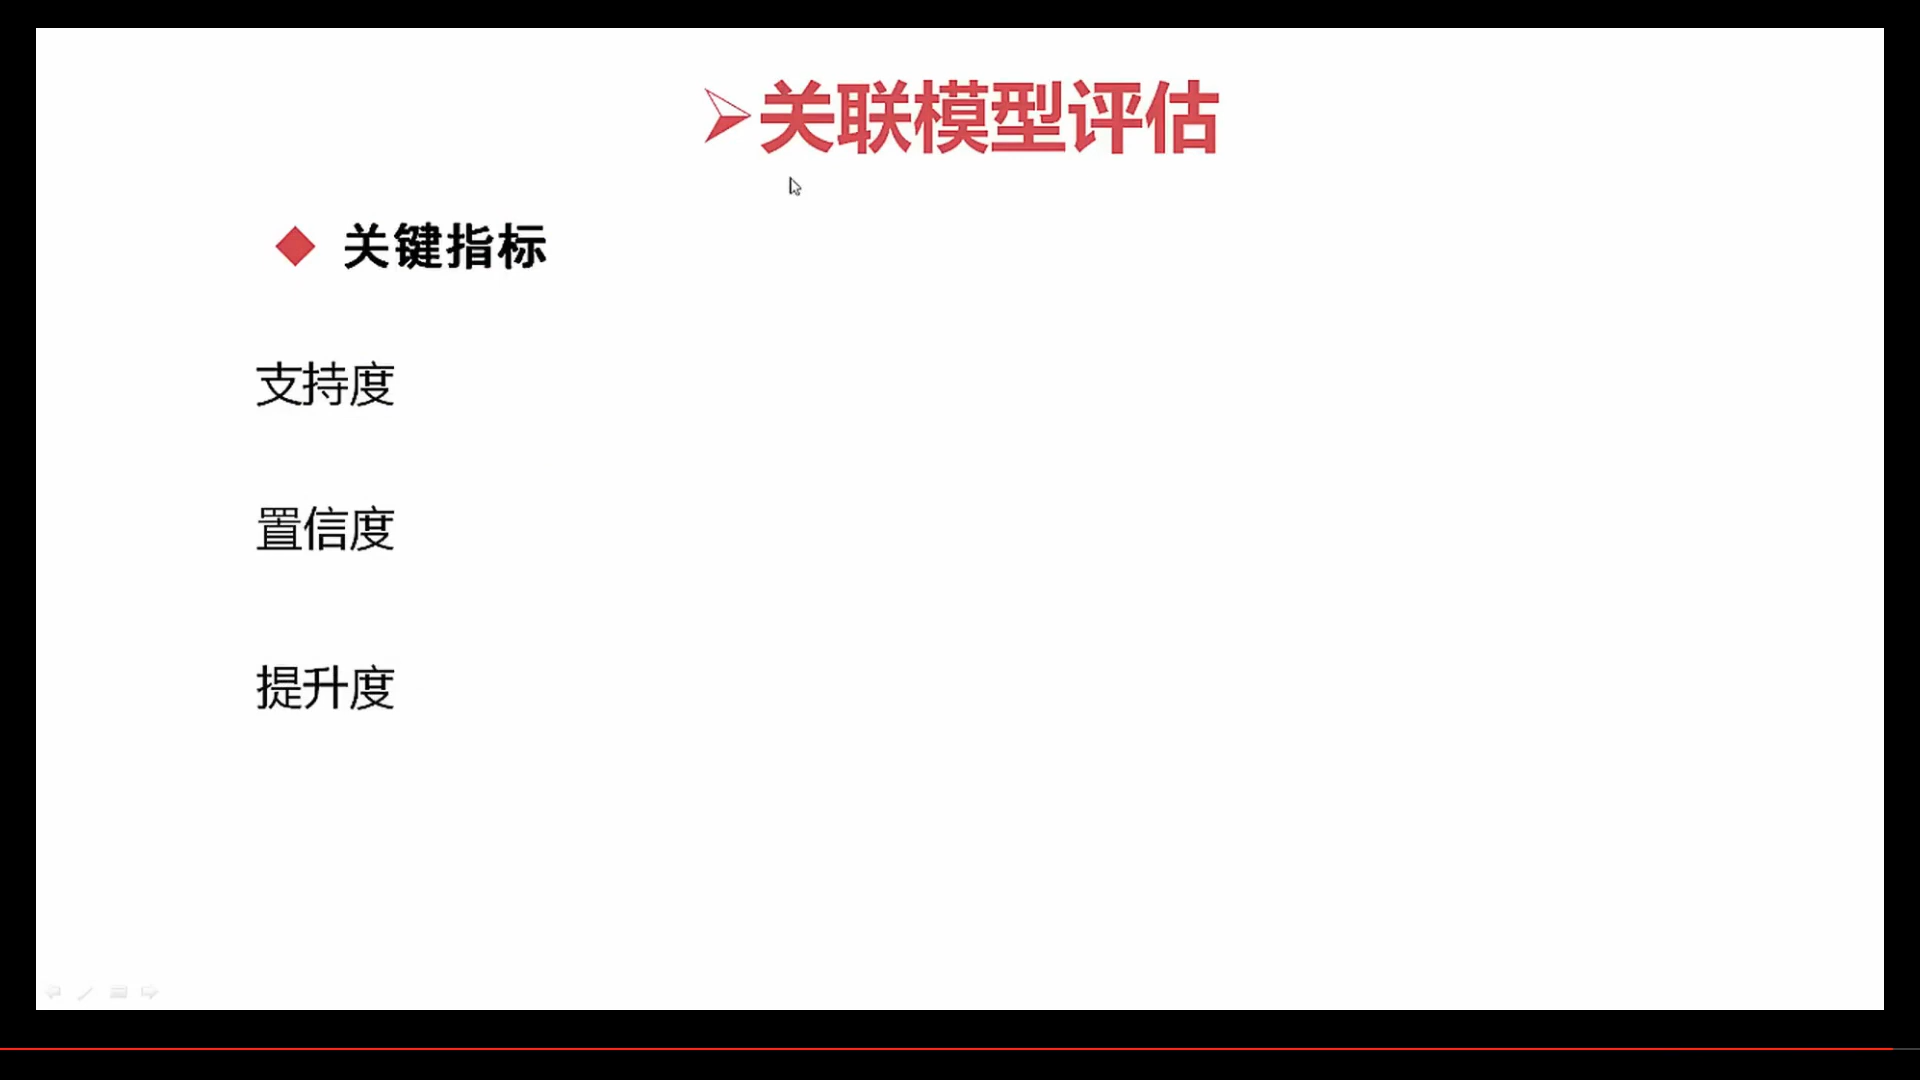 关联模型评估
关键指标
支持度
置信度
提升度